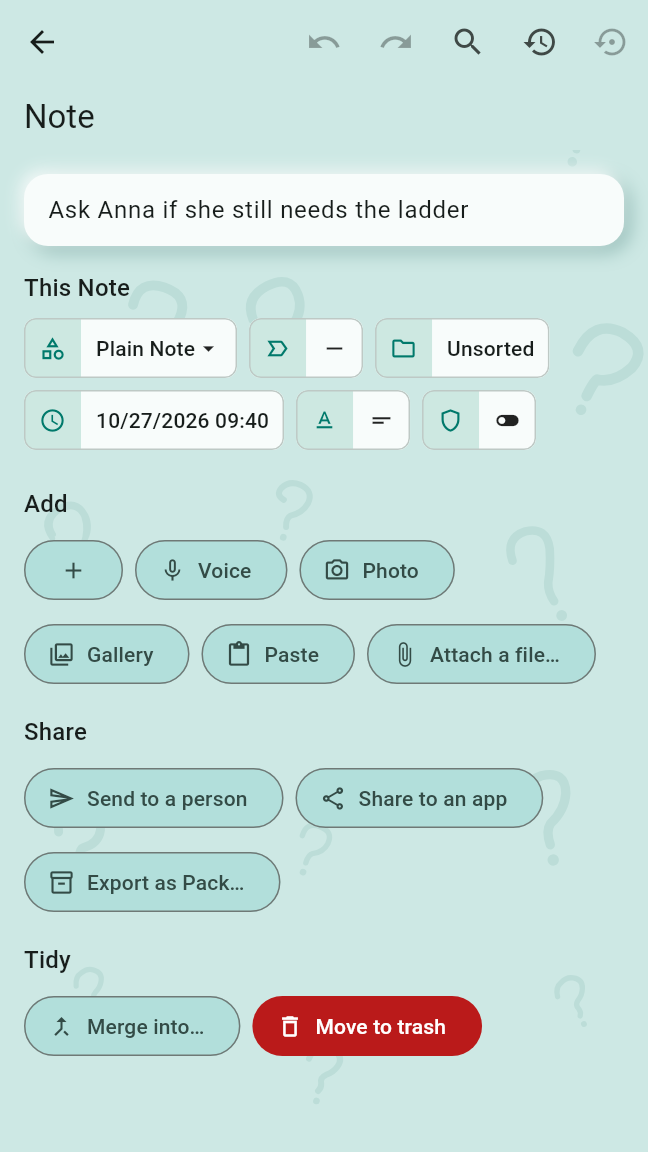 Note
Ask Anna if she still needs the ladder
This Note
Plain Note
Unsorted
10/27/2026 09:40
Add
Voice
Photo
Gallery
Paste
Attach a file...
Share
Send to a person
Share to an app
Export as Pack...
Tidy
Merge into...
Move to trash